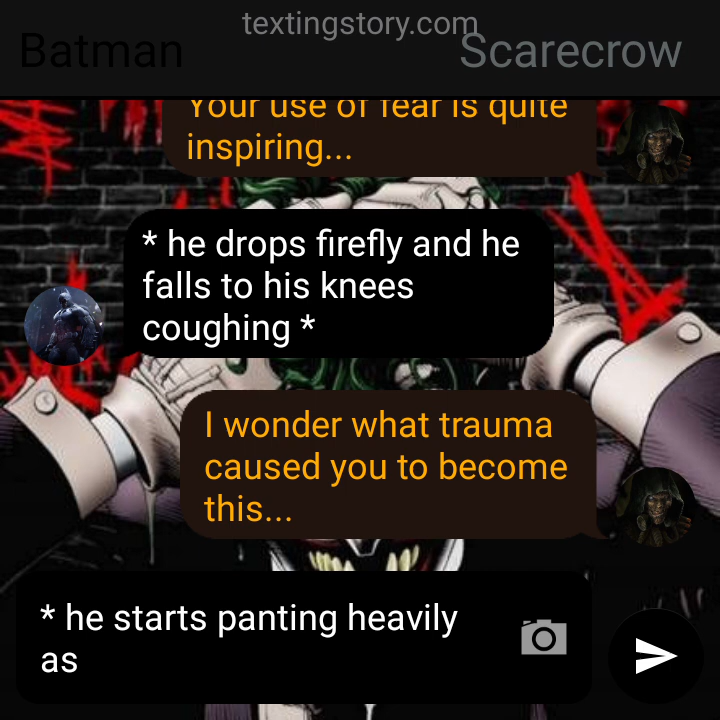 textingstory.com
Batman
Scarecrow
Your use of fear is quite
inspiring...
* he drops firefly and he
falls to his knees
coughing *
I wonder what trauma
caused you to become
this...
* he starts panting heavily
as